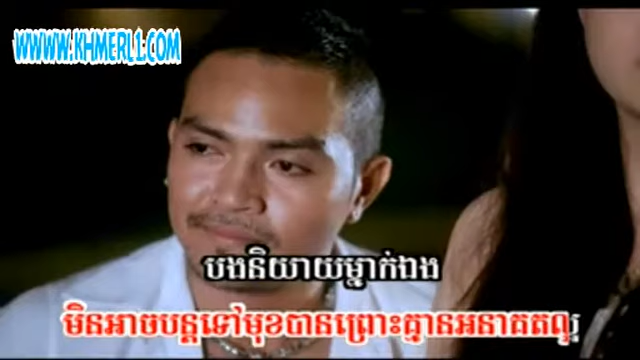 WWW.KHMERL1.COM
បងនិយាយម្នាក់ឯង
មិនអាចបន្តទៅមុខបានព្រោះគ្មានអនាគតល្អ